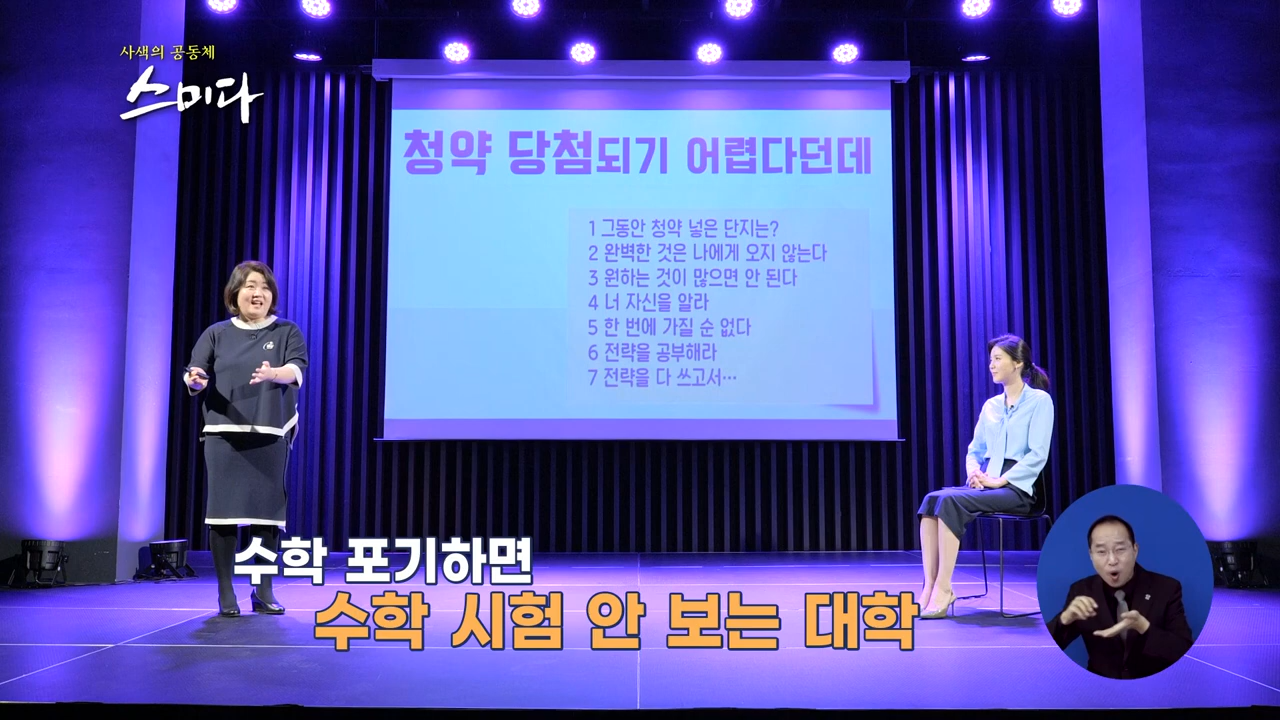 사색의 공동체
스미다
청약 당첨되기 어렵다던데
1 그동안 청약 넣은 단지는?
2 완벽한 것은 나에게 오지 않는다
3 원하는 것이 많으면 안 된다
4 너 자신을 알라
5 한 번에 가질 순 없다
6 전략을 공부해라
7 전략을 다 쓰고서…
수학 포기하면
수학 시험 안 보는 대학